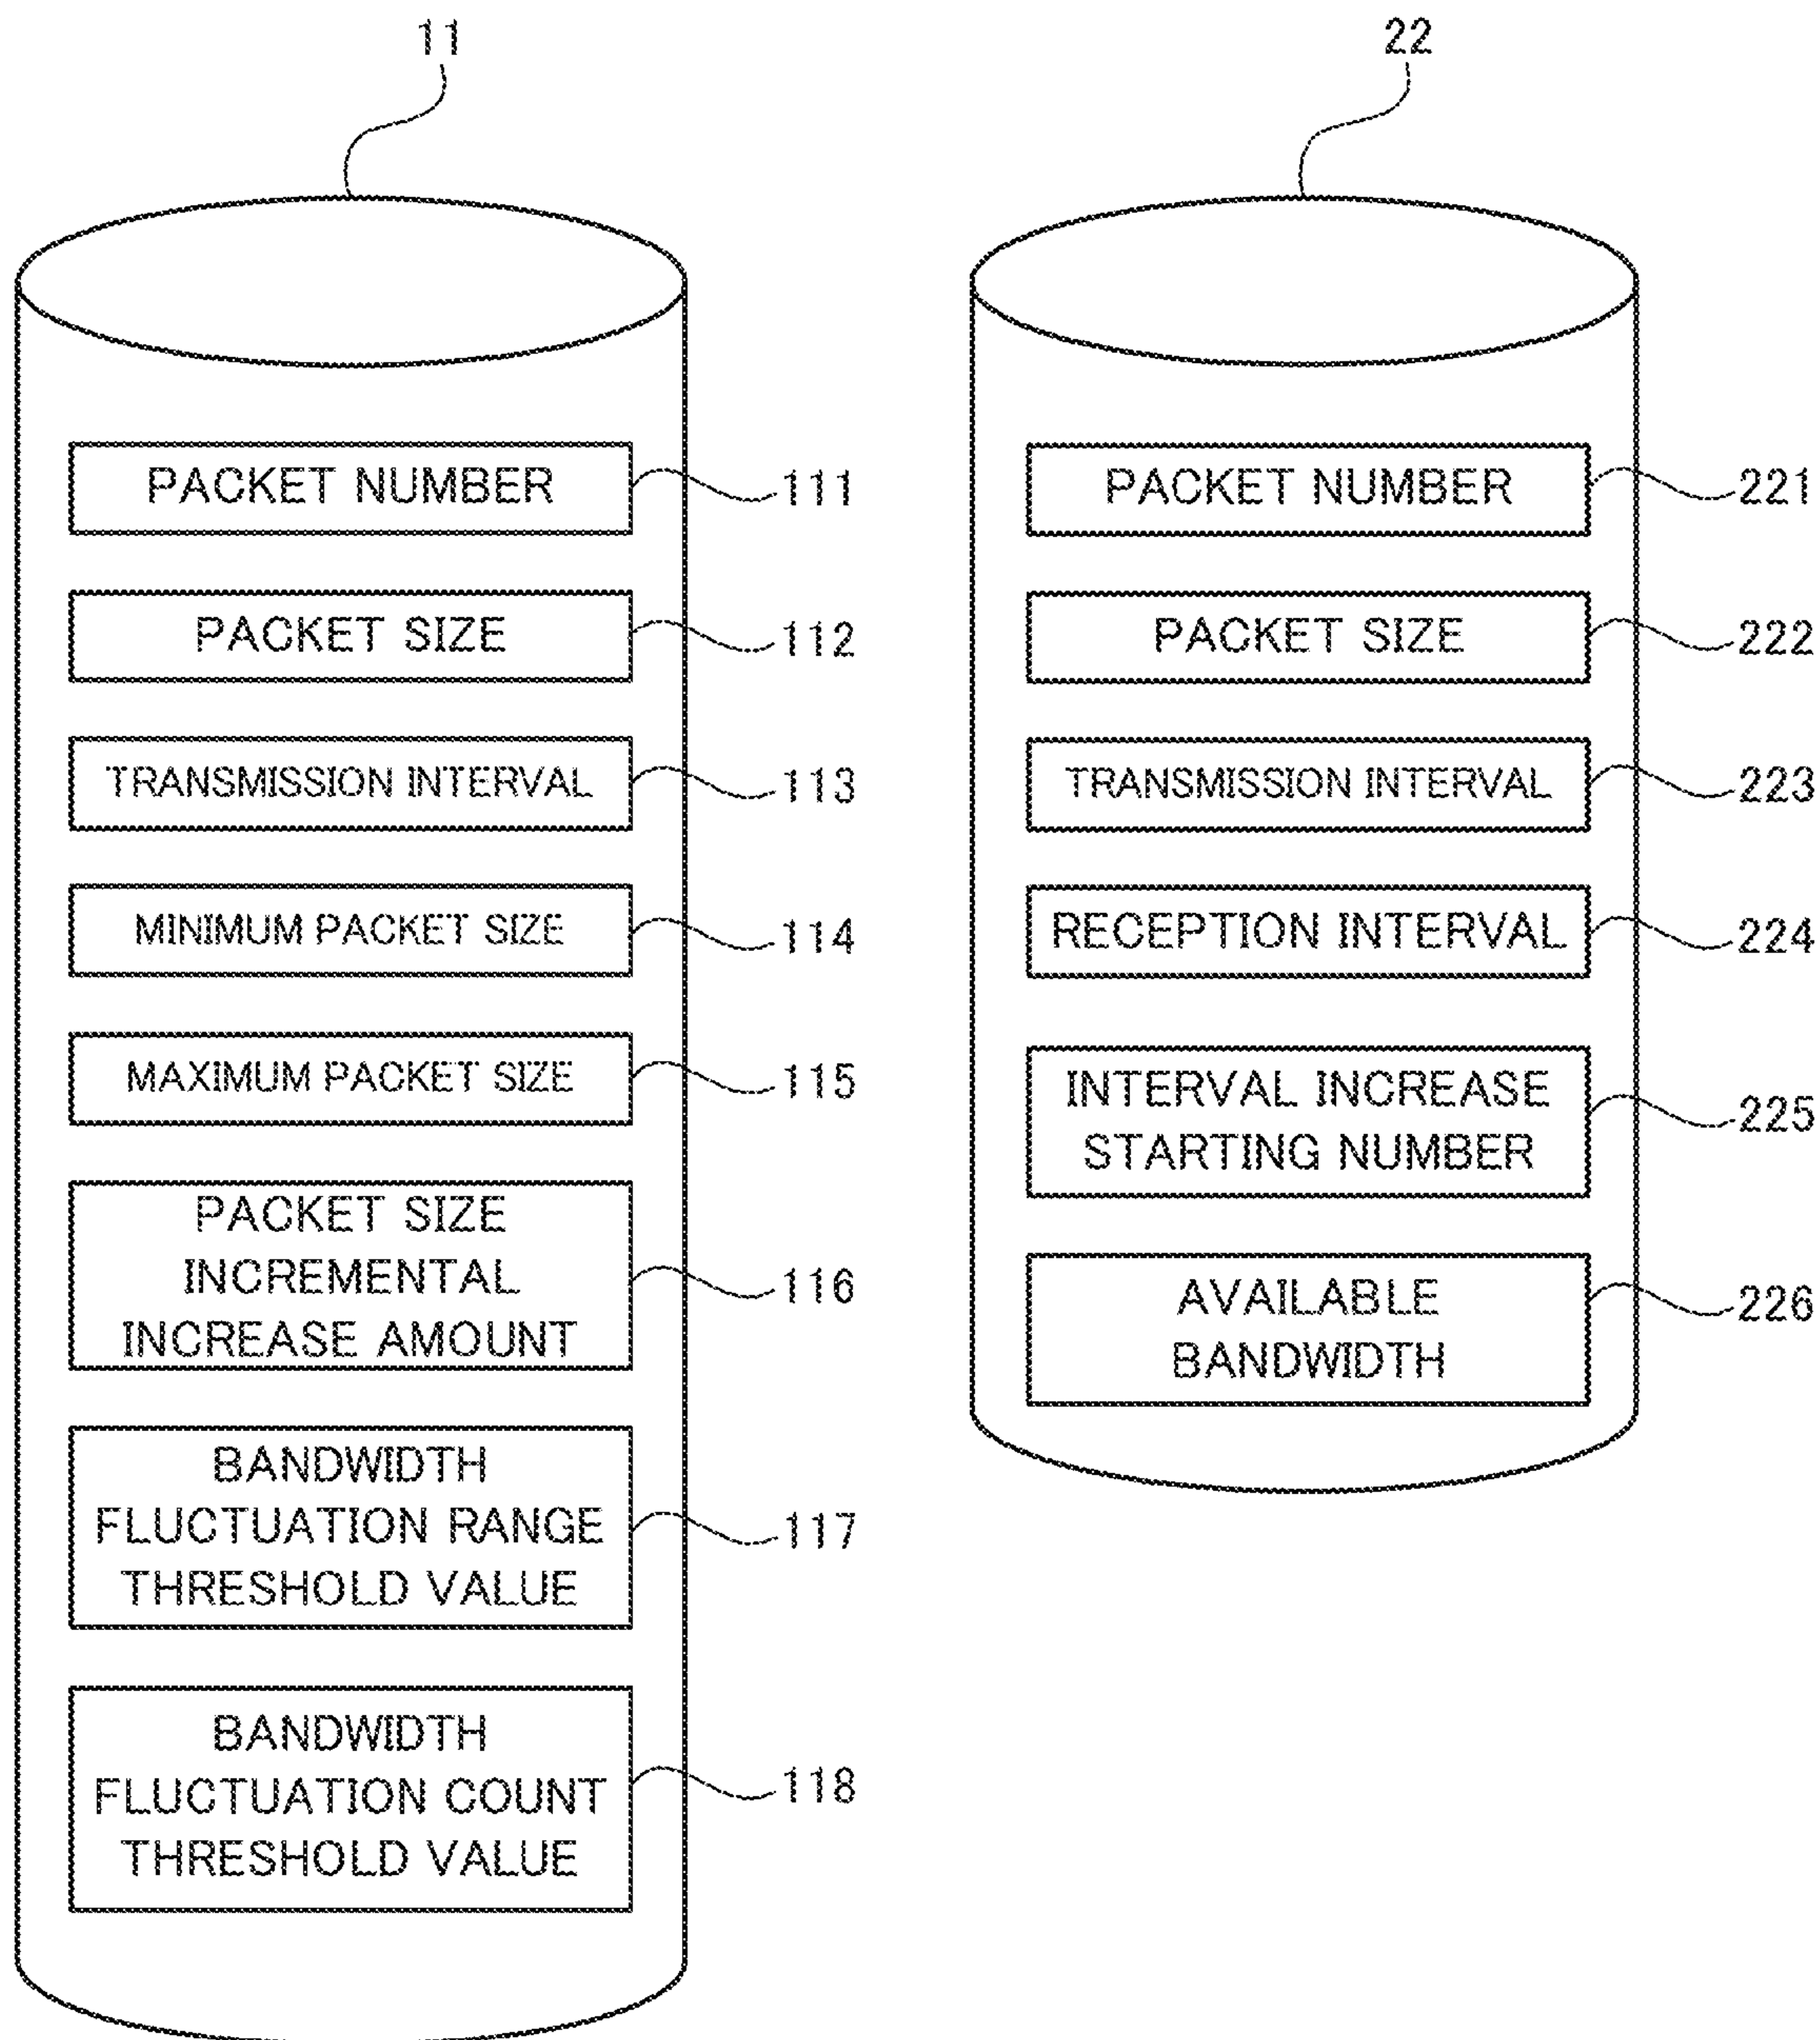 11
PACKET NUMBER
111
PACKET SIZE
112
TRANSMISSION INTERVAL
113
MINIMUM PACKET SIZE
114
MAXIMUM PACKET SIZE
115
PACKET SIZE
INCREMENTAL
INCREASE AMOUNT
116
BANDWIDTH
FLUCTUATION RANGE
THRESHOLD VALUE
117
BANDWIDTH
FLUCTUATION COUNT
THRESHOLD VALUE
118
22
PACKET NUMBER
221
PACKET SIZE
222
TRANSMISSION INTERVAL
223
RECEPTION INTERVAL
224
INTERVAL INCREASE
STARTING NUMBER
225
AVAILABLE
BANDWIDTH
226